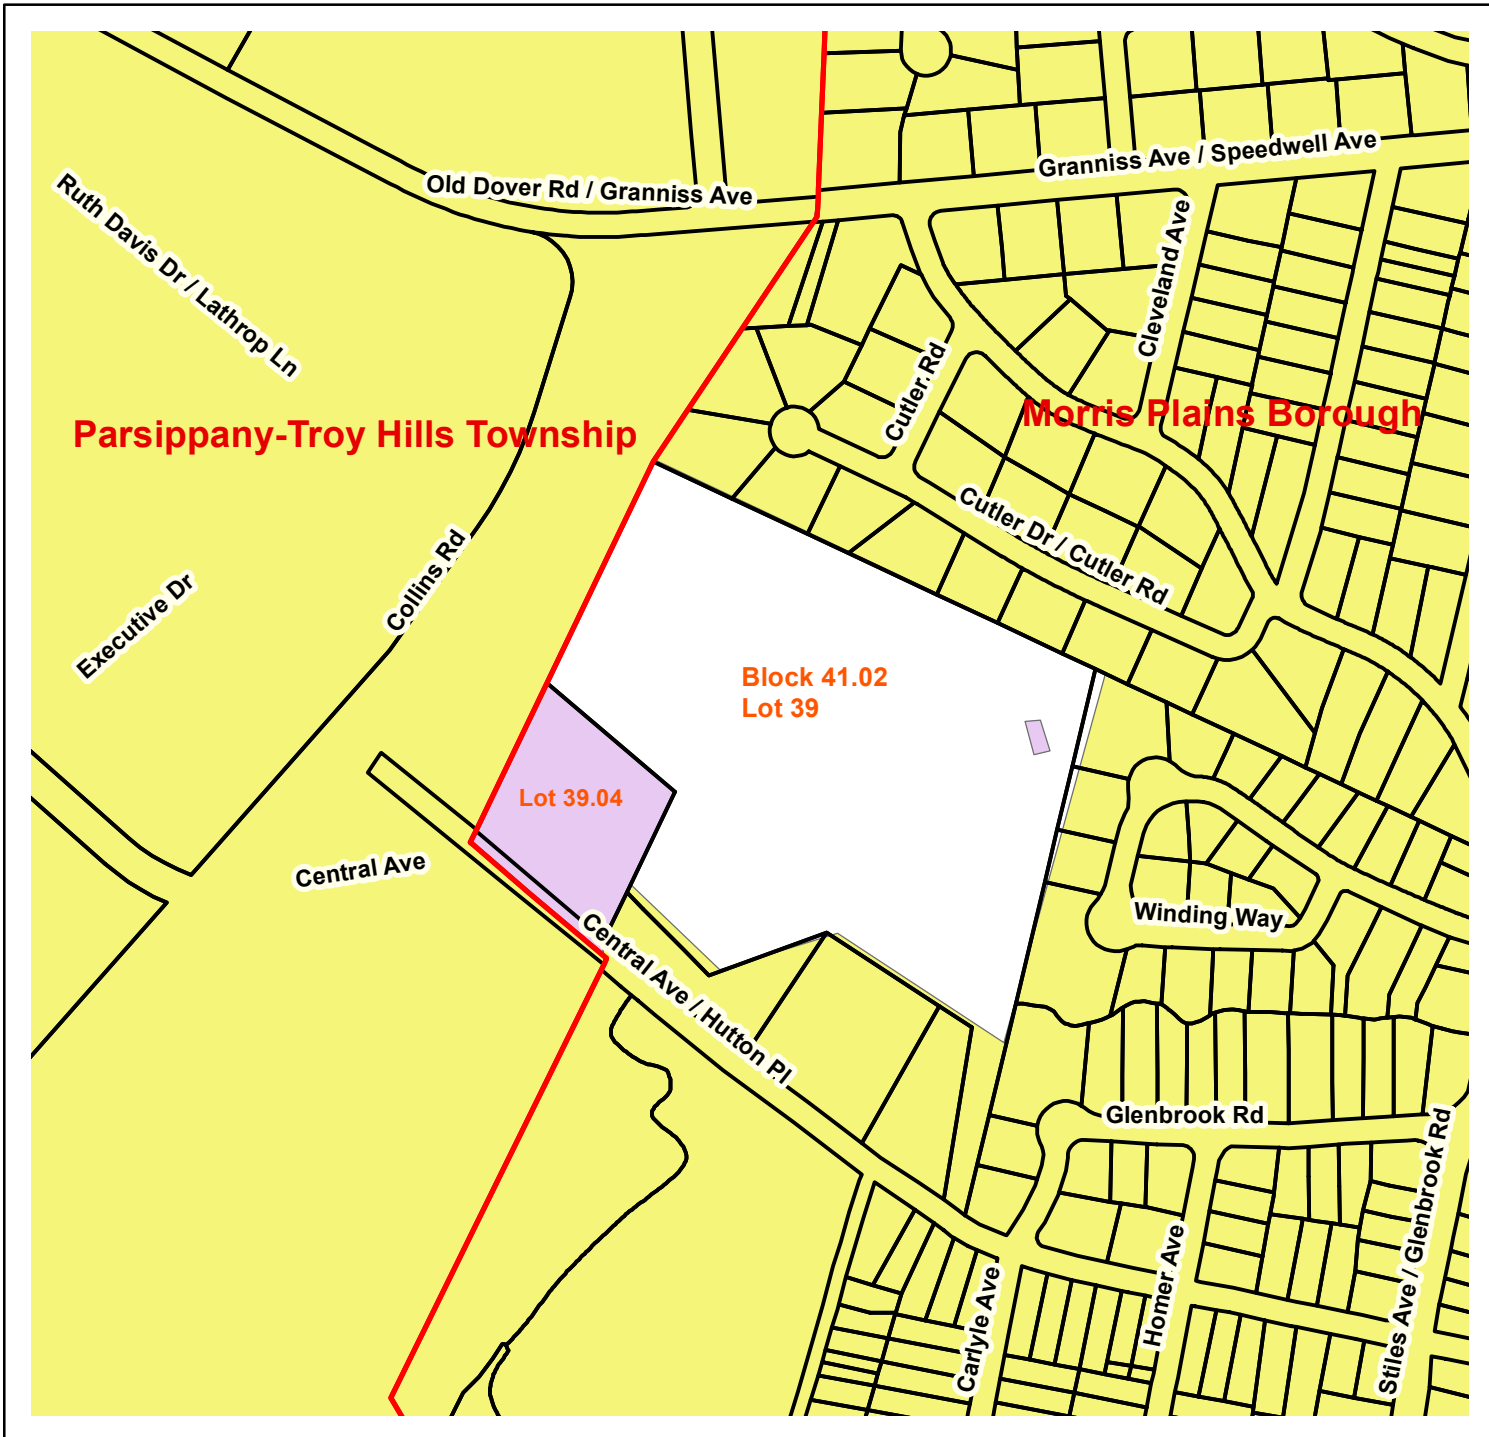 Granniss Ave / Speedwell Ave
Old Dover Rd / Granniss Ave
Ruth Davis Dr / Lathrop Ln
Cleveland Ave
Cutler Rd
Parsippany-Troy Hills Township
Morris Plains Borough
Cutler Dr / Cutler Rd
Collins Rd
Executive Dr
Block 41.02
Lot 39
Lot 39.04
Central Ave
Winding Way
Central Ave / Hutton Pl
Glenbrook Rd
Stiles Ave / Glenbrook Rd
Homer Ave
Carlyle Ave